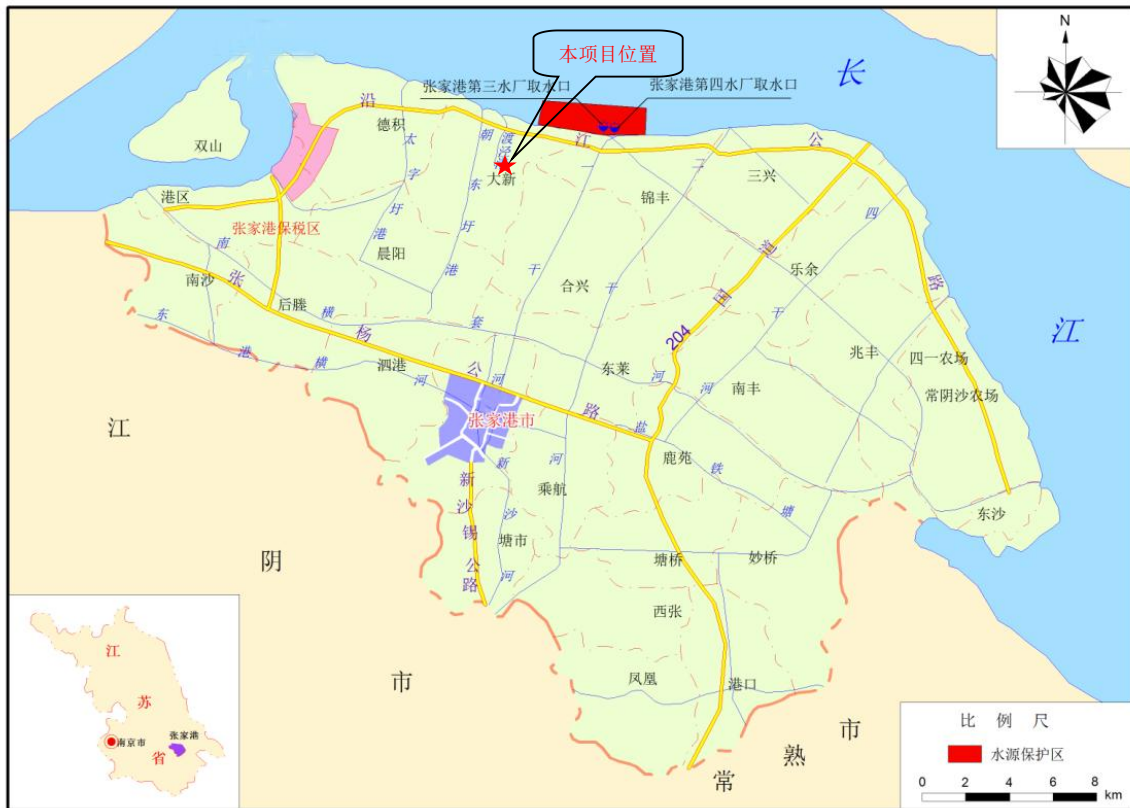 本项目位置
张家港第三水厂取水口
张家港第四水厂取水口
长
江
N
双山
德积
沿
江
公
路
太
字
圩
港
朝
东
圩
港
渡泾
大新
一
干
河
二
干
河
三兴
锦丰
四
干
河
港区
张家港保税区
晨阳
南
横
套
河
南沙
张
杨
公
路
后塍
东
港
横
河
泗港
合兴
东莱
204
国
道
乐余
兆丰
四一农场
常阴沙农场
南丰
张家港市
盐
铁
塘
鹿苑
新
沙
河
乘航
塘市
新
沙
锡
公
路
塘桥
妙桥
东沙
西张
凤凰
港口
江
阴
市
常
熟
市
江
苏
省
南京市
张家港
比 例 尺
水源保护区
0 2 4 6 8
km